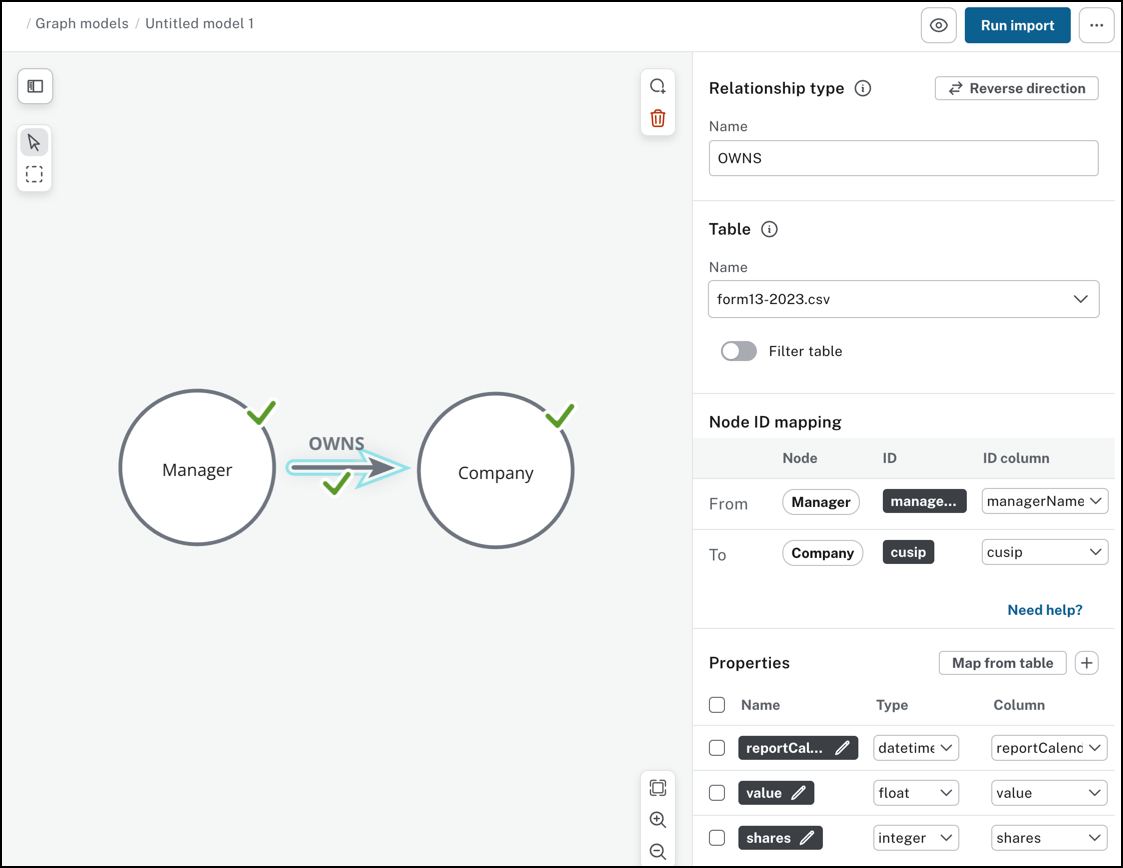 / Graph models / Untitled model 1
Run import
Relationship type
Reverse direction
Name
OWNS
Table
Name
form13-2023.csv
Filter table
Manager
OWNS
Company
Node ID mapping
Node ID ID column
From Manager manage... managerName
To Company cusip cusip
Need help?
Properties Map from table
Name Type Column
reportCal... datetime reportCalend
value float value
shares integer shares